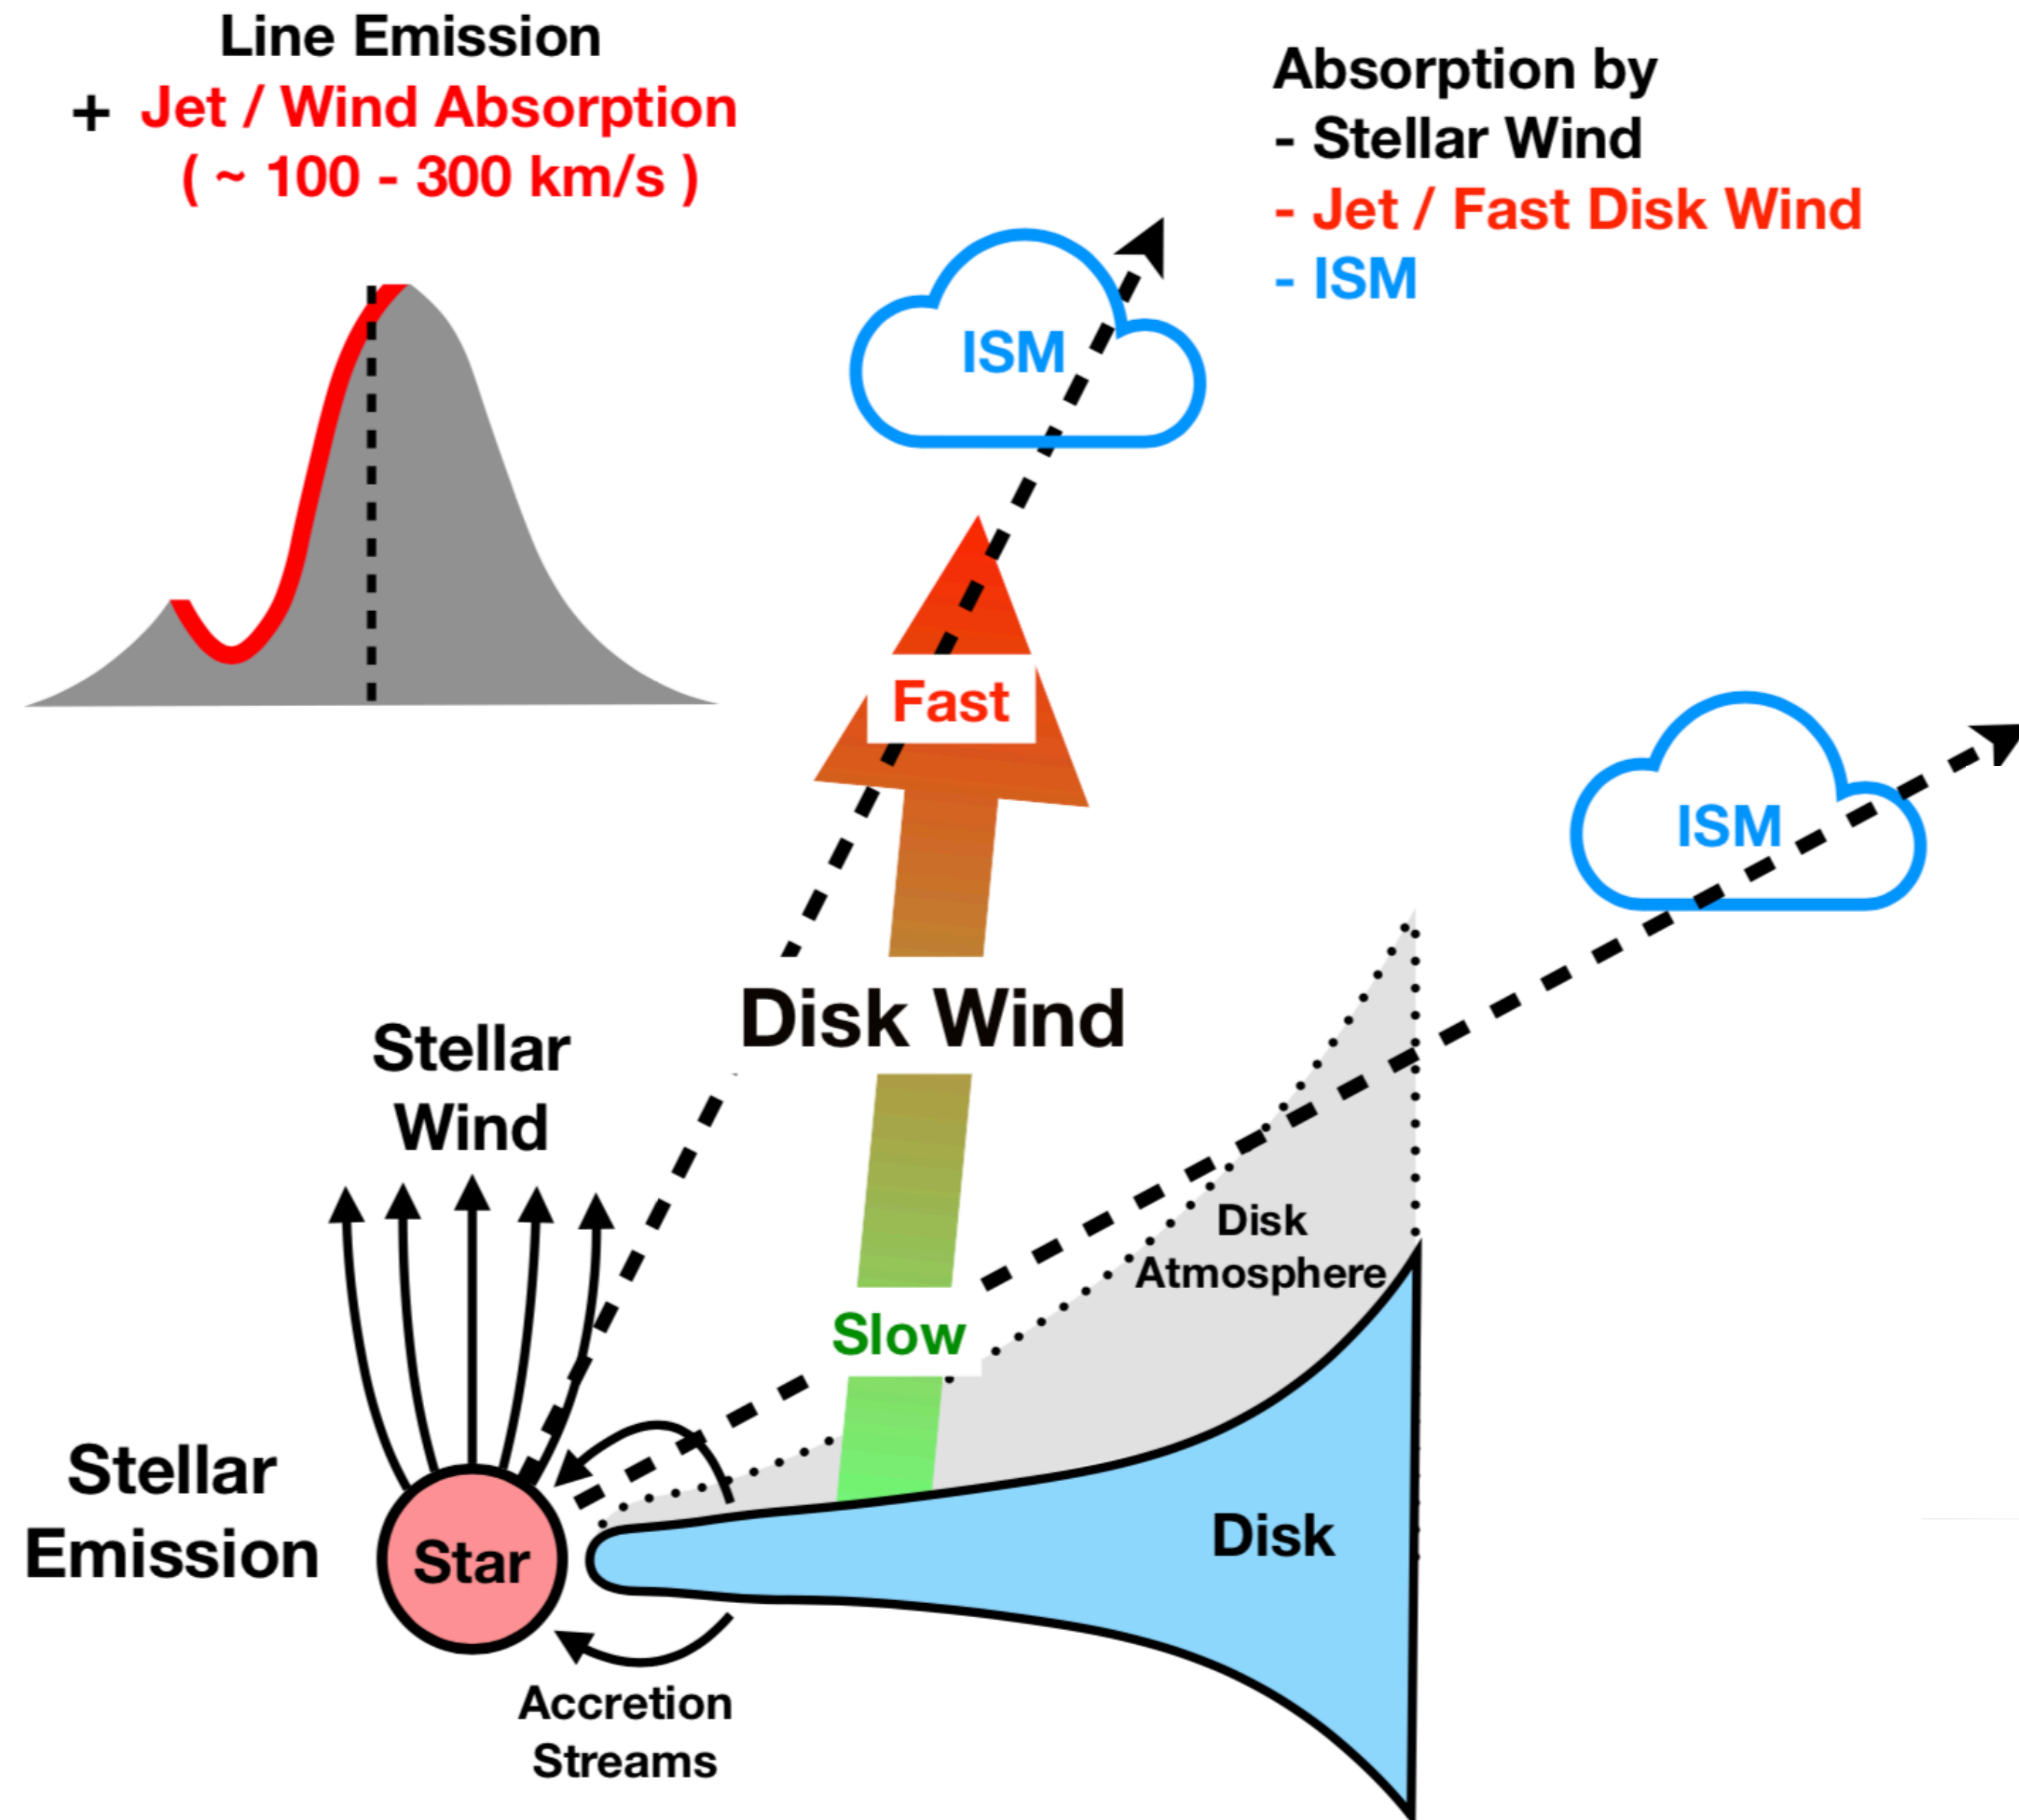 Line Emission
+ Jet / Wind Absorption
( ~ 100 - 300 km/s )
Absorption by
- Stellar Wind
- Jet / Fast Disk Wind
- ISM
ISM
Fast
ISM
Disk Wind
Stellar
Wind
Disk
Atmosphere
Slow
Stellar
Emission
Star
Disk
Accretion
Streams